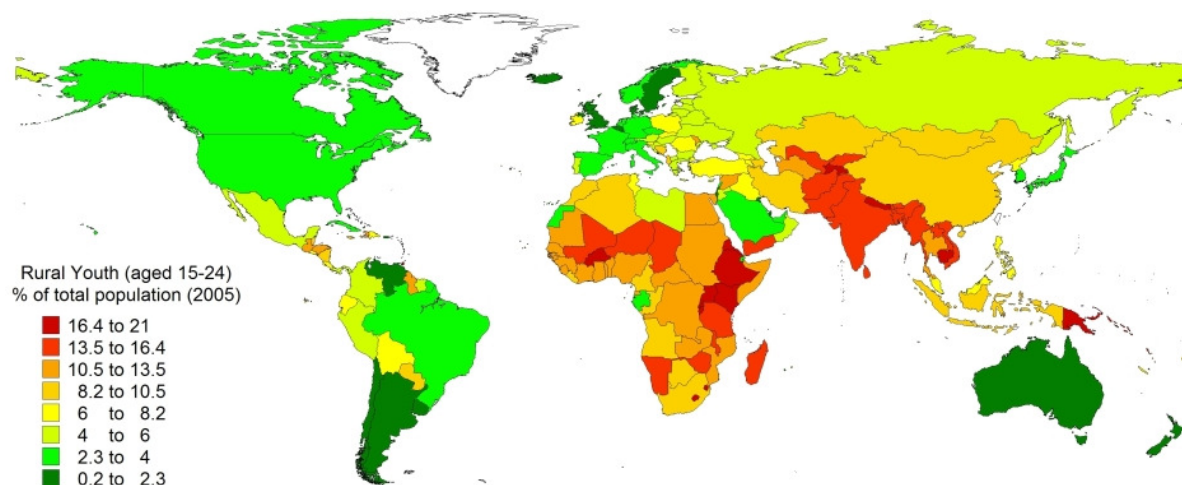 Rural Youth (aged 15-24)
% of total population (2005)
16.4 to 21
13.5 to 16.4
10.5 to 13.5
8.2 to 10.5
6 to 8.2
4 to 6
2.3 to 4
0.2 to 2.3